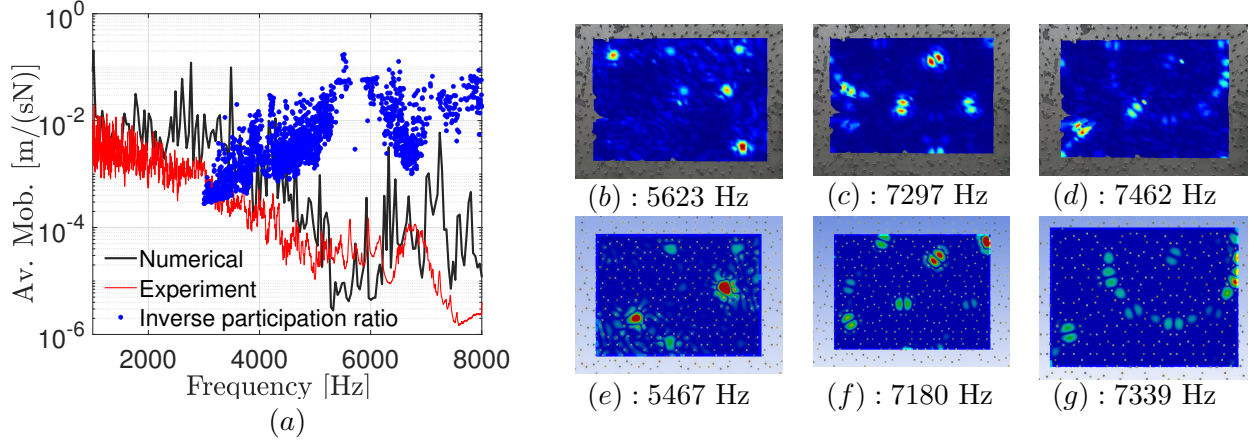 Av. Mob. [m/(sN)]
10^0
10^-2
10^-4
10^-6
Numerical
Experiment
Inverse participation ratio
2000 4000 6000 8000
Frequency [Hz]
(a)
(b) : 5623 Hz
(c) : 7297 Hz
(d) : 7462 Hz
(e) : 5467 Hz
(f) : 7180 Hz
(g) : 7339 Hz